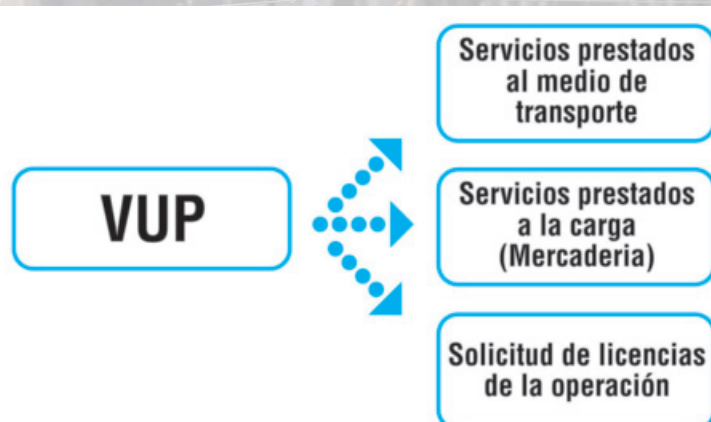 VUP
Servicios prestados
al medio de
transporte
Servicios prestados
a la carga
(Mercaderia)
Solicitud de licencias
de la operación